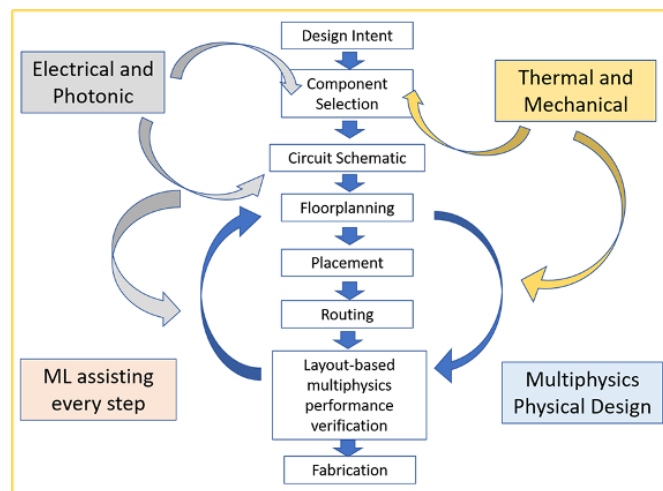 Design Intent
Electrical and
Photonic
Component
Selection
Thermal and
Mechanical
Circuit Schematic
Floorplanning
Placement
Routing
ML assisting
every step
Layout-based
multiphysics
performance
verification
Multiphysics
Physical Design
Fabrication